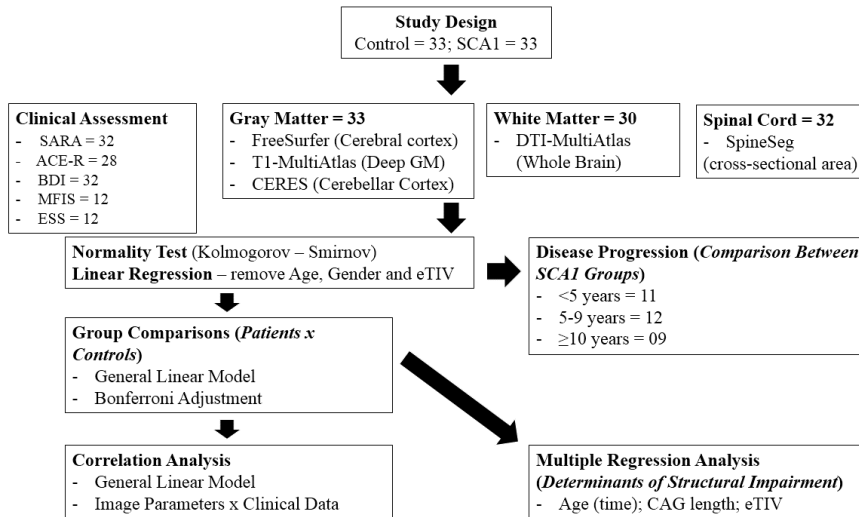 Study Design
Control = 33; SCA1 = 33
Clinical Assessment
- SARA = 32
- ACE-R = 28
- BDI = 32
- MFIS = 12
- ESS = 12
Gray Matter = 33
- FreeSurfer (Cerebral cortex)
- T1-MultiAtlas (Deep GM)
- CERES (Cerebellar Cortex)
White Matter = 30
- DTI-MultiAtlas
(Whole Brain)
Spinal Cord = 32
- SpineSeg
(cross-sectional area)
Normality Test (Kolmogorov – Smirnov)
Linear Regression – remove Age, Gender and eTIV
Disease Progression (Comparison Between
SCA1 Groups)
- <5 years = 11
- 5-9 years = 12
- ≥10 years = 09
Group Comparisons (Patients x
Controls)
- General Linear Model
- Bonferroni Adjustment
Correlation Analysis
- General Linear Model
- Image Parameters x Clinical Data
Multiple Regression Analysis
(Determinants of Structural Impairment)
- Age (time); CAG length; eTIV